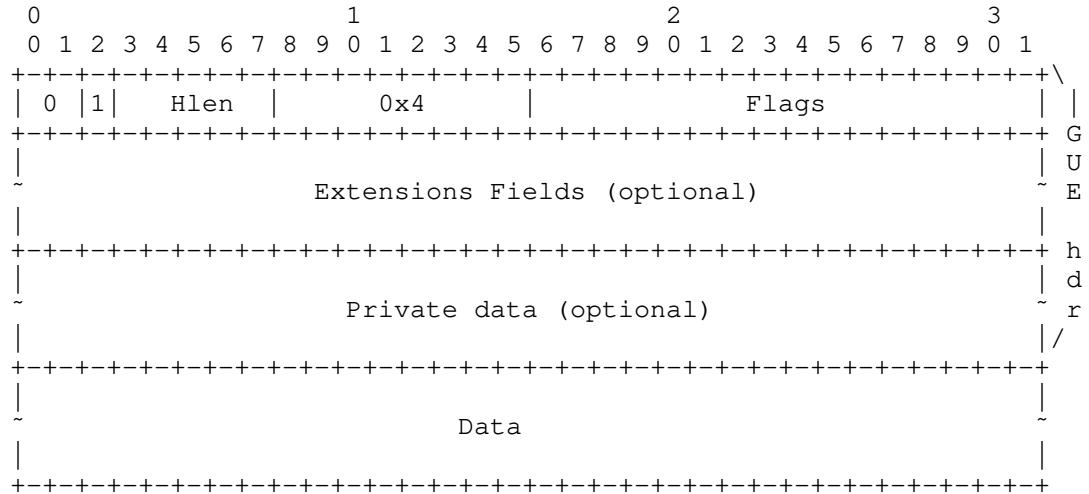 0                   1                   2                   3
 0 1 2 3 4 5 6 7 8 9 0 1 2 3 4 5 6 7 8 9 0 1 2 3 4 5 6 7 8 9 0 1
+-+-+-+-+-+-+-+-+-+-+-+-+-+-+-+-+-+-+-+-+-+-+-+-+-+-+-+-+-+-+-+-+\
| 0 |1|   Hlen  |      0x4      |             Flags             | |
+-+-+-+-+-+-+-+-+-+-+-+-+-+-+-+-+-+-+-+-+-+-+-+-+-+-+-+-+-+-+-+-+ G
|                                                               | U
~                  Extensions Fields (optional)                 ~ E
|                                                               |
+-+-+-+-+-+-+-+-+-+-+-+-+-+-+-+-+-+-+-+-+-+-+-+-+-+-+-+-+-+-+-+-+ h
|                                                               | d
~                    Private data (optional)                    ~ r
|                                                               |/
+-+-+-+-+-+-+-+-+-+-+-+-+-+-+-+-+-+-+-+-+-+-+-+-+-+-+-+-+-+-+-+-+
|                                                               |
~                           Data                                ~
|                                                               |
+-+-+-+-+-+-+-+-+-+-+-+-+-+-+-+-+-+-+-+-+-+-+-+-+-+-+-+-+-+-+-+-+